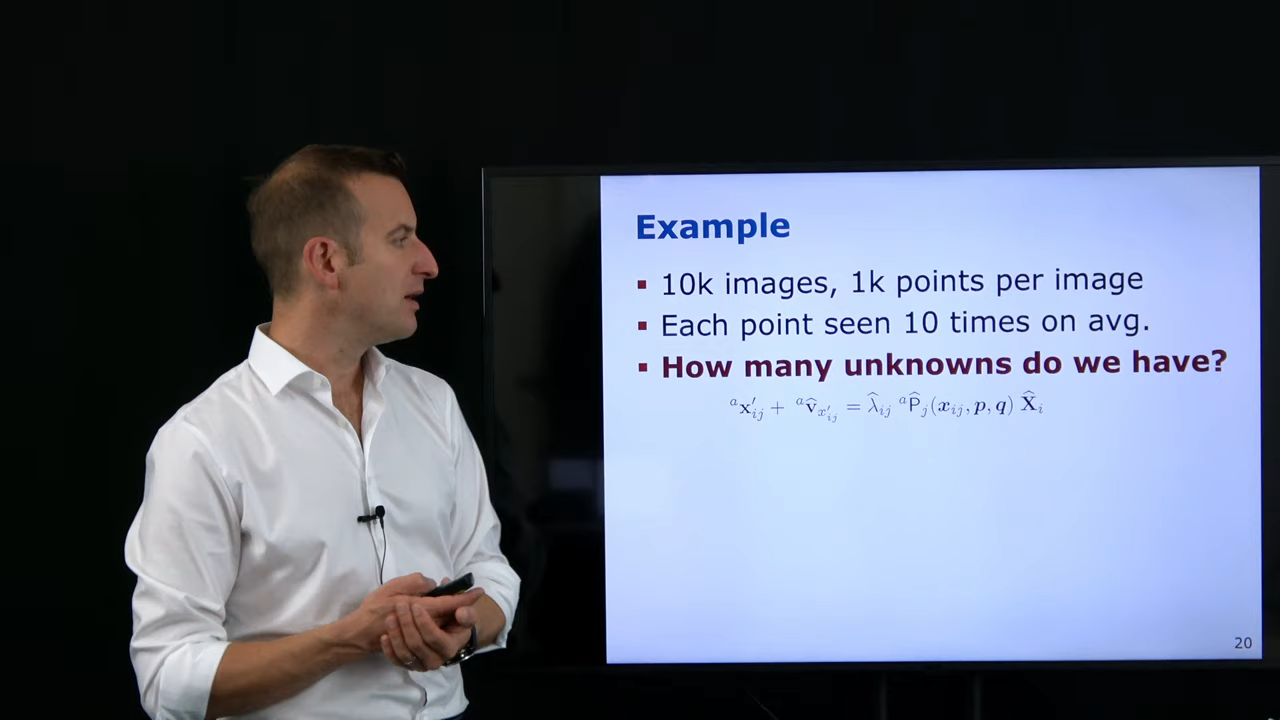 Example
10k images, 1k points per image
Each point seen 10 times on avg.
How many unknowns do we have?
ᵃx′ᵢⱼ + ᵃv̂ₓ′ᵢⱼ = λ̂ᵢⱼ ᵃP̂ⱼ(xᵢⱼ, p, q) X̂ᵢ
20